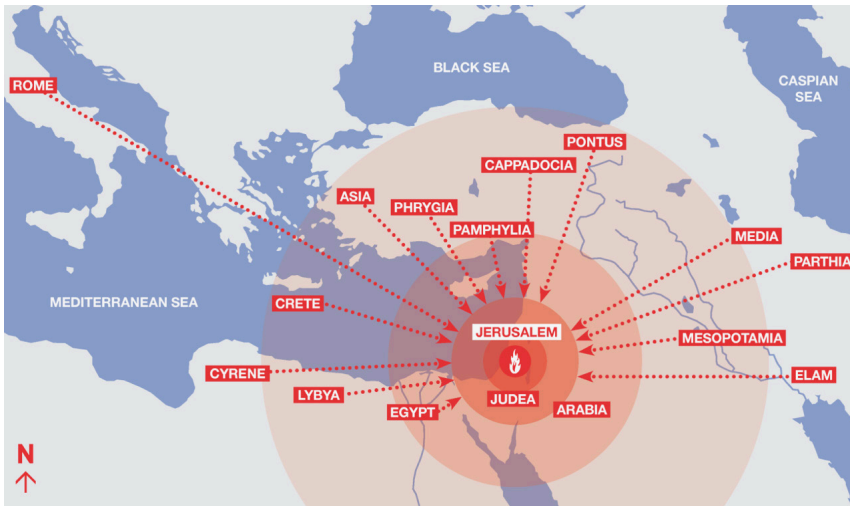 BLACK SEA
CASPIAN
SEA
ROME
PONTUS
CAPPADOCIA
ASIA
PHRYGIA
PAMPHYLIA
MEDIA
PARTHIA
MEDITERRANEAN SEA
CRETE
JERUSALEM
MESOPOTAMIA
CYRENE
ELAM
LYBYA
JUDEA
EGYPT
ARABIA
N